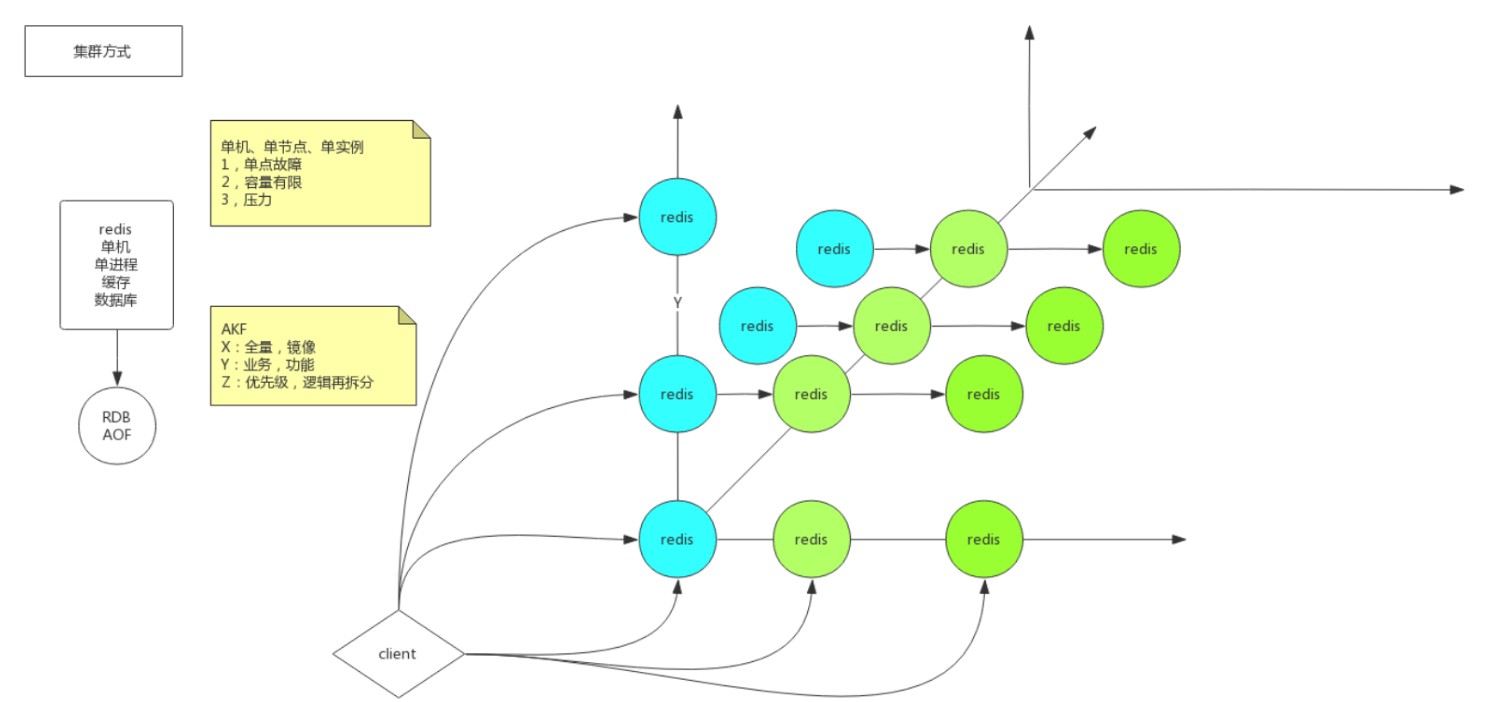 集群方式
单机、单节点、单实例
1，单点故障
2，容量有限
3，压力
redis
单机
单进程
缓存
数据库
AKF
X：全量，镜像
Y：业务，功能
Z：优先级，逻辑再拆分
RDB
AOF
redis
redis
redis
redis
Y
redis
redis
redis
redis
redis
redis
redis
redis
redis
client